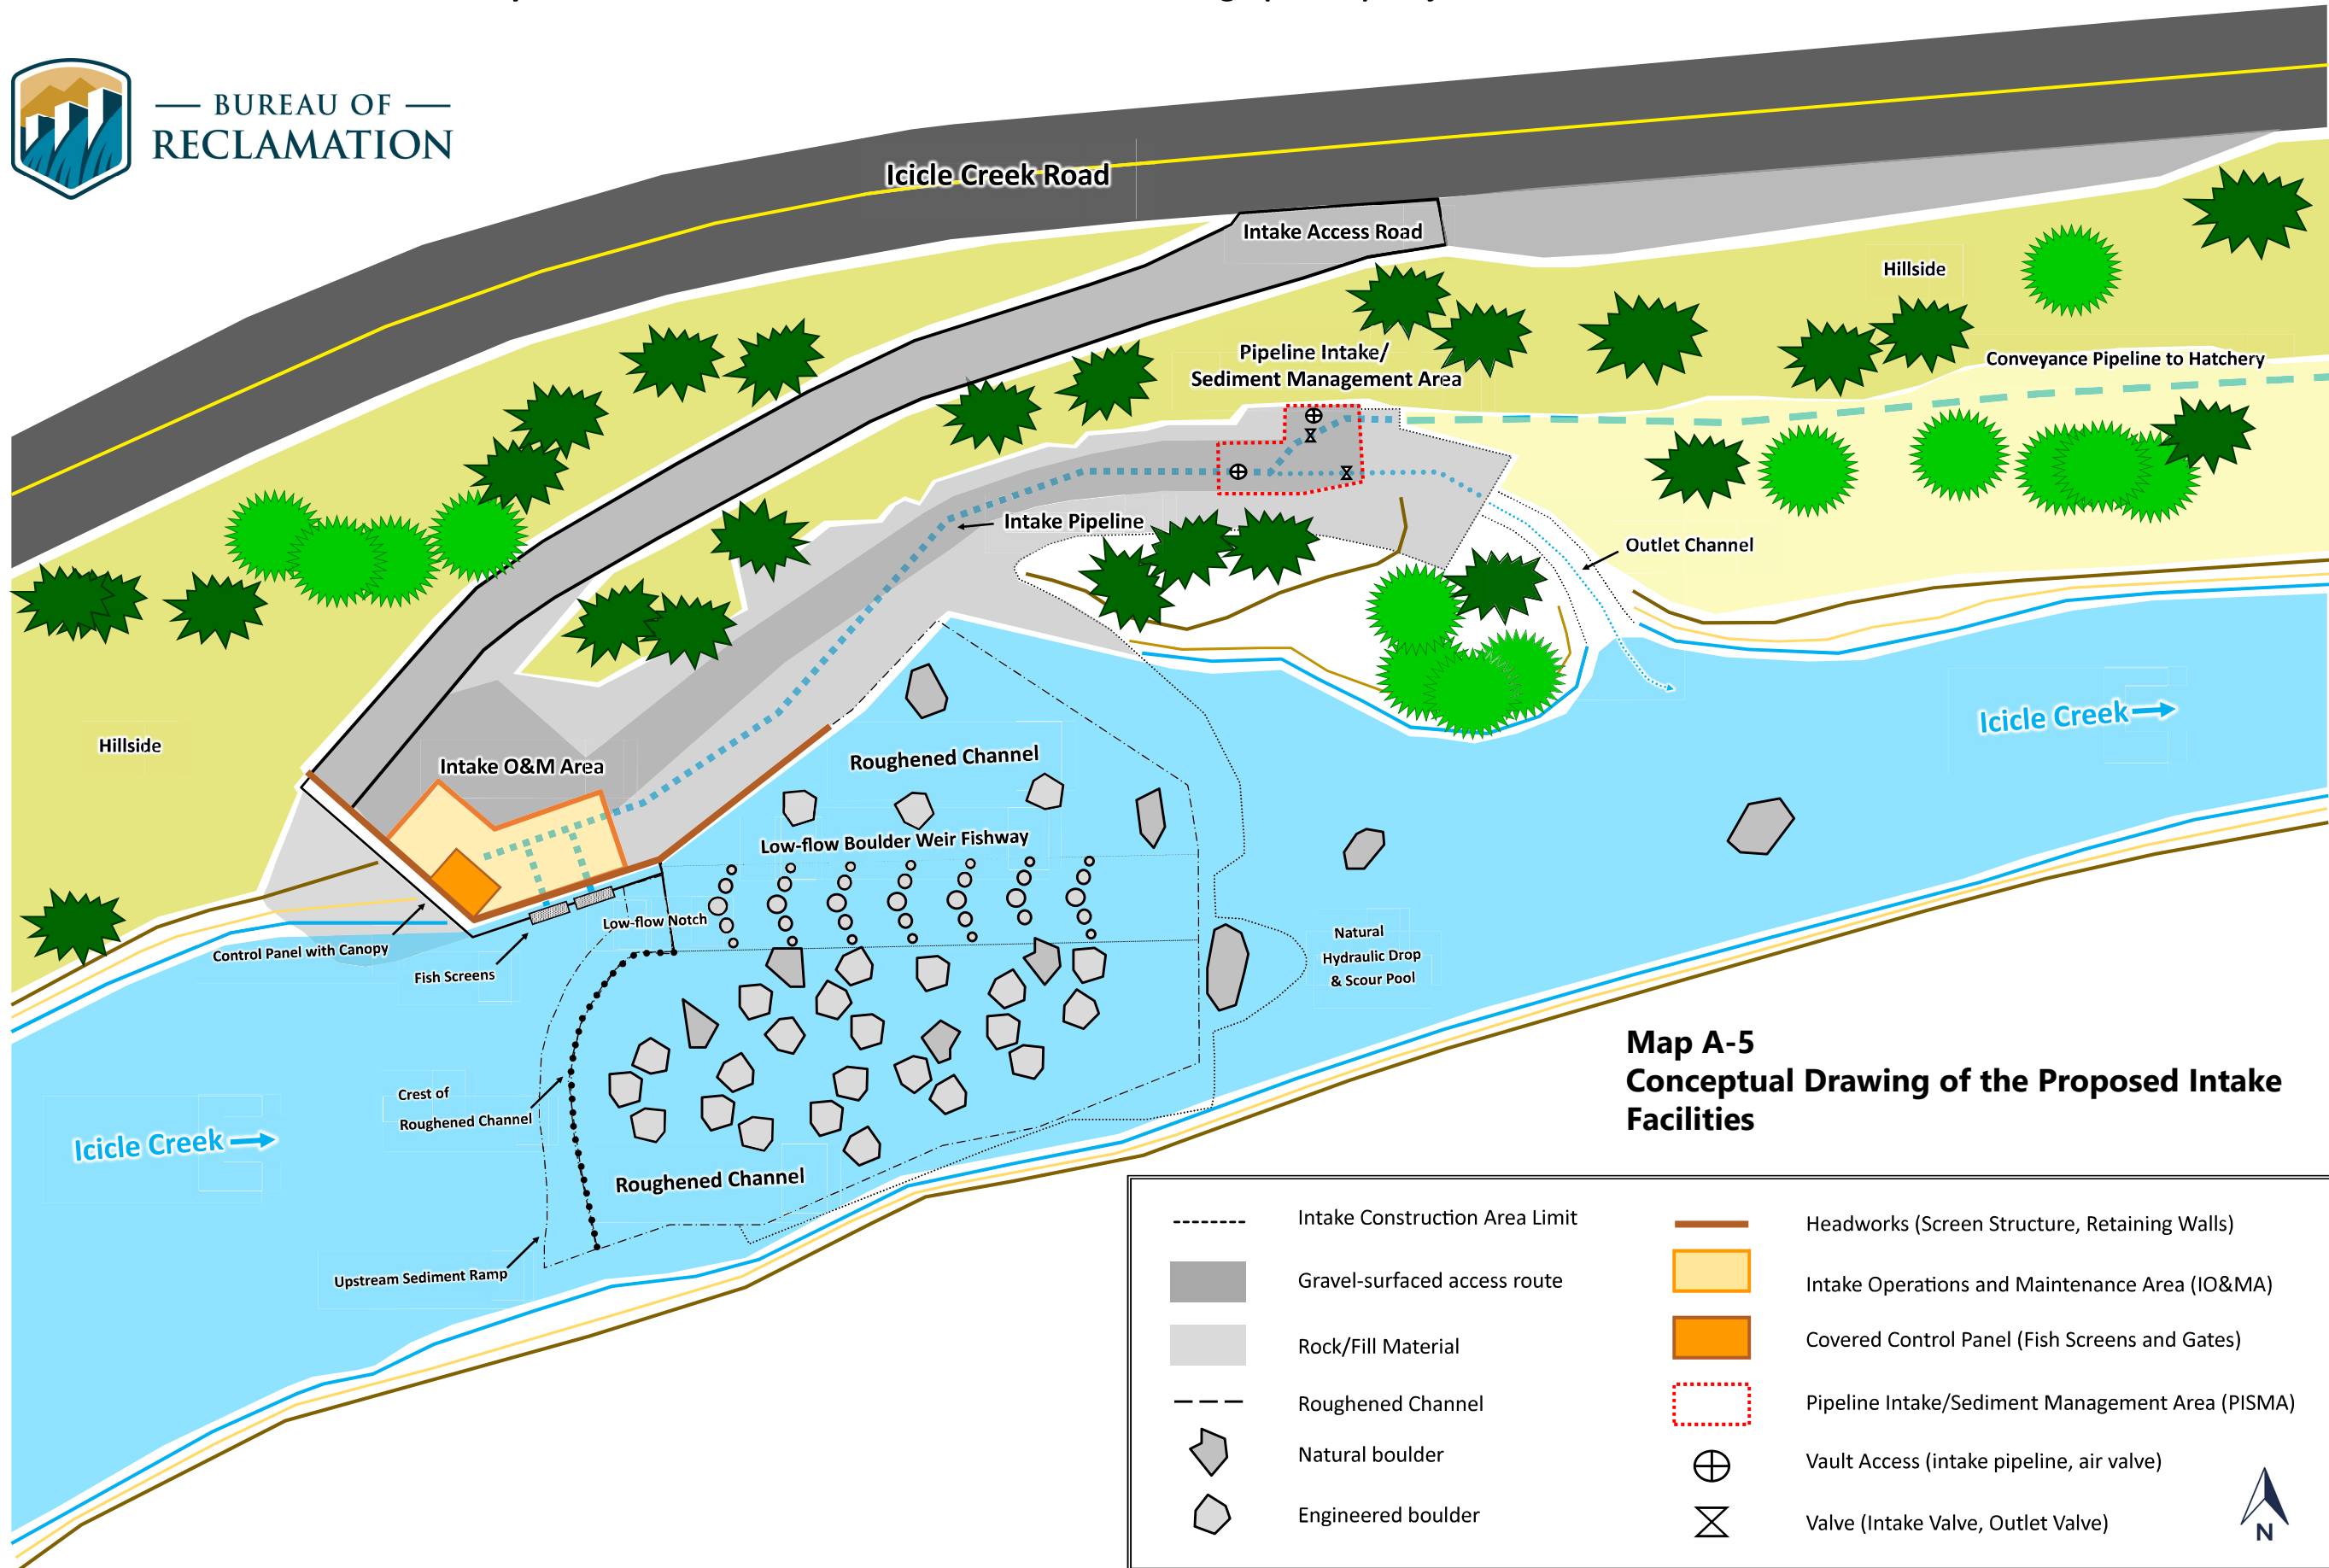 BUREAU OF
RECLAMATION
Icicle Creek Road
Intake Access Road
Hillside
Pipeline Intake/
Sediment Management Area
Conveyance Pipeline to Hatchery
Intake Pipeline
Outlet Channel
Hillside
Intake O&M Area
Roughened Channel
Icicle Creek
Low-flow Boulder Weir Fishway
Low-flow Notch
Control Panel with Canopy
Fish Screens
Natural
Hydraulic Drop
& Scour Pool
Crest of
Roughened Channel
Icicle Creek
Roughened Channel
Upstream Sediment Ramp
Map A-5
Conceptual Drawing of the Proposed Intake
Facilities
Intake Construction Area Limit
Gravel-surfaced access route
Rock/Fill Material
Roughened Channel
Natural boulder
Engineered boulder
Headworks (Screen Structure, Retaining Walls)
Intake Operations and Maintenance Area (IO&MA)
Covered Control Panel (Fish Screens and Gates)
Pipeline Intake/Sediment Management Area (PISMA)
Vault Access (intake pipeline, air valve)
Valve (Intake Valve, Outlet Valve)
N